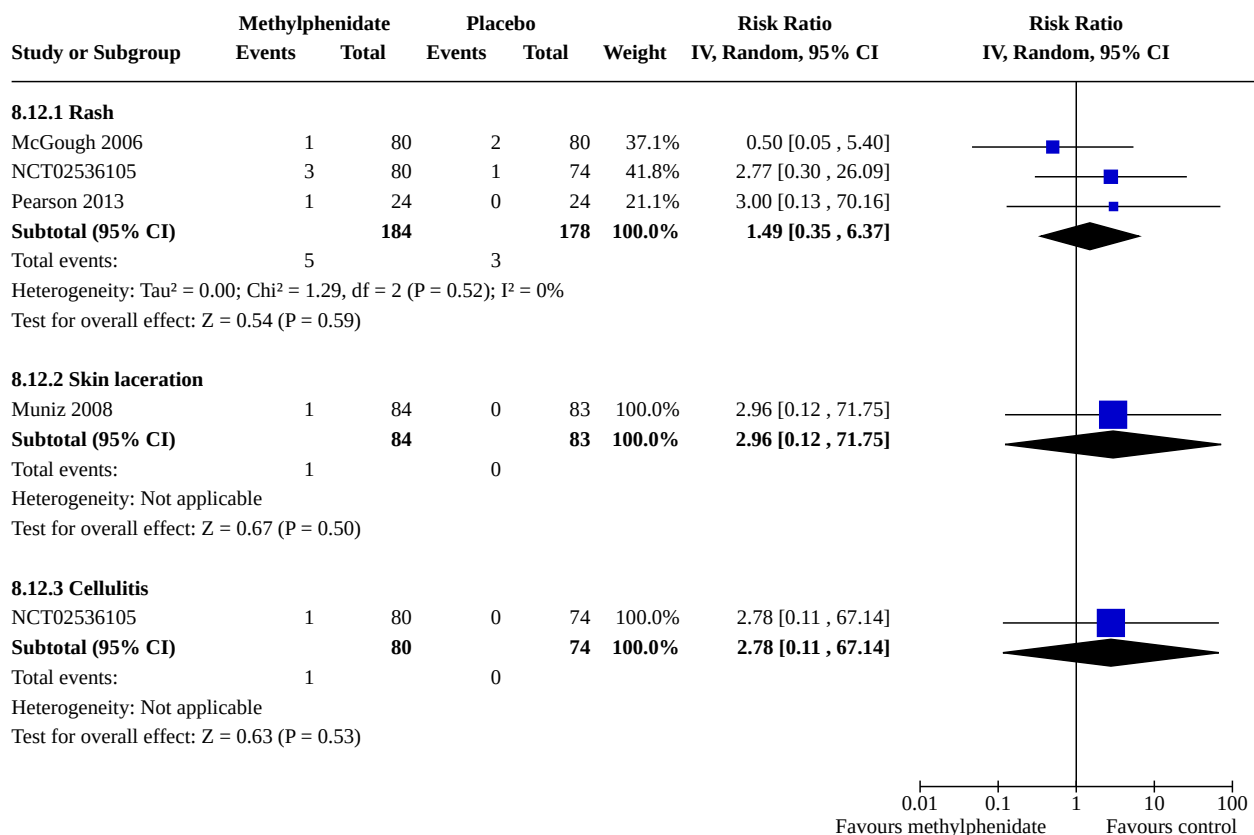 Methylphenidate Placebo Risk Ratio Risk Ratio
Study or Subgroup Events Total Events Total Weight IV, Random, 95% CI IV, Random, 95% CI
8.12.1 Rash
McGough 2006 1 80 2 80 37.1% 0.50 [0.05 , 5.40]
NCT02536105 3 80 1 74 41.8% 2.77 [0.30 , 26.09]
Pearson 2013 1 24 0 24 21.1% 3.00 [0.13 , 70.16]
Subtotal (95% CI) 184 178 100.0% 1.49 [0.35 , 6.37]
Total events: 5 3
Heterogeneity: Tau² = 0.00; Chi² = 1.29, df = 2 (P = 0.52); I² = 0%
Test for overall effect: Z = 0.54 (P = 0.59)
8.12.2 Skin laceration
Muniz 2008 1 84 0 83 100.0% 2.96 [0.12 , 71.75]
Subtotal (95% CI) 84 83 100.0% 2.96 [0.12 , 71.75]
Total events: 1 0
Heterogeneity: Not applicable
Test for overall effect: Z = 0.67 (P = 0.50)
8.12.3 Cellulitis
NCT02536105 1 80 0 74 100.0% 2.78 [0.11 , 67.14]
Subtotal (95% CI) 80 74 100.0% 2.78 [0.11 , 67.14]
Total events: 1 0
Heterogeneity: Not applicable
Test for overall effect: Z = 0.63 (P = 0.53)
0.01 0.1 1 10 100
Favours methylphenidate Favours control